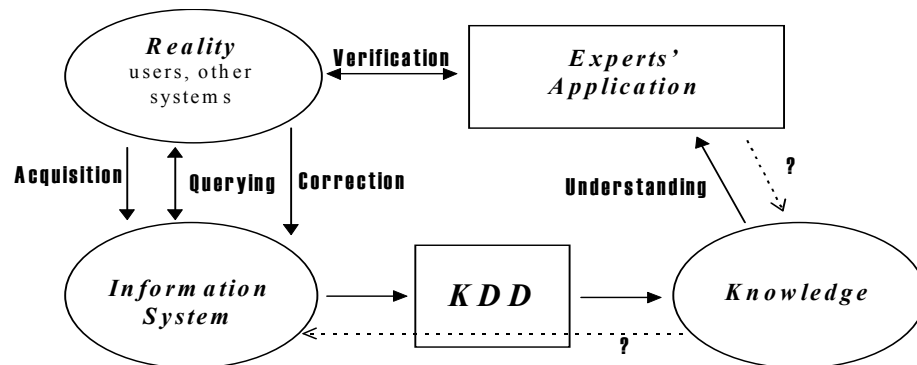 Reality
users, other
systems
Verification
Experts'
Application
Acquisition
Querying
Correction
Understanding
?
Information
System
KDD
Knowledge
?